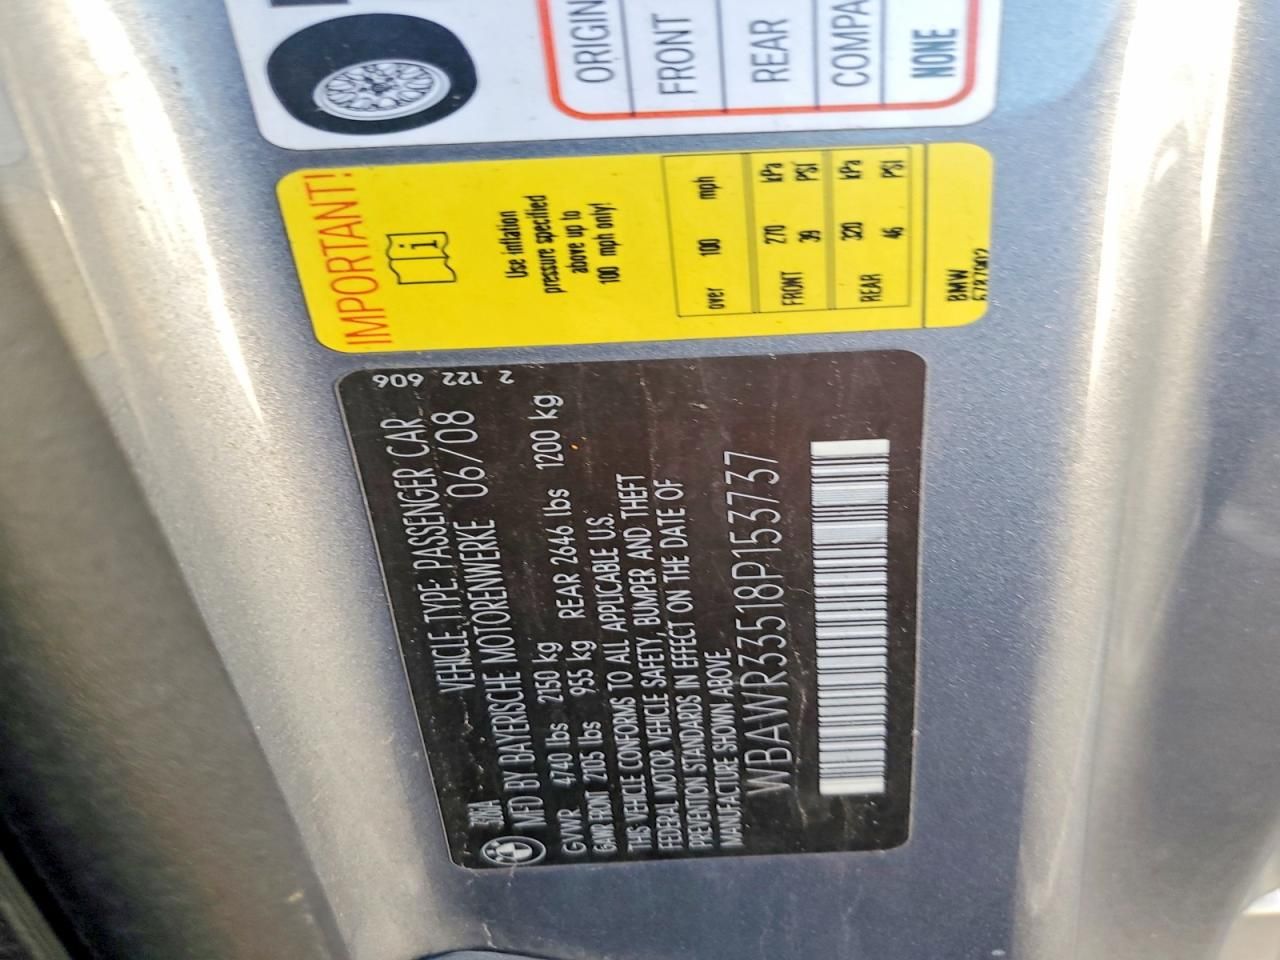 ORIGIN
FRONT
REAR
COMPA
NONE
IMPORTANT!
Use inflation
pressure specified
above up to
100 mph only!
over 100 mph
FRONT 270 kPa
39 PSI
REAR 320 kPa
46 PSI
BMW
2 122 606
VEHICLE TYPE: PASSENGER CAR
MFD BY BAYERISCHE MOTORENWERKE 06/08
GVWR 4740 lbs 2150 kg
GAWR FRONT 2105 lbs 955 kg REAR 2646 lbs 1200 kg
THIS VEHICLE CONFORMS TO ALL APPLICABLE U.S.
FEDERAL MOTOR VEHICLE SAFETY, BUMPER AND THEFT
PREVENTION STANDARDS IN EFFECT ON THE DATE OF
MANUFACTURE SHOWN ABOVE.
WBAWR33518P153737